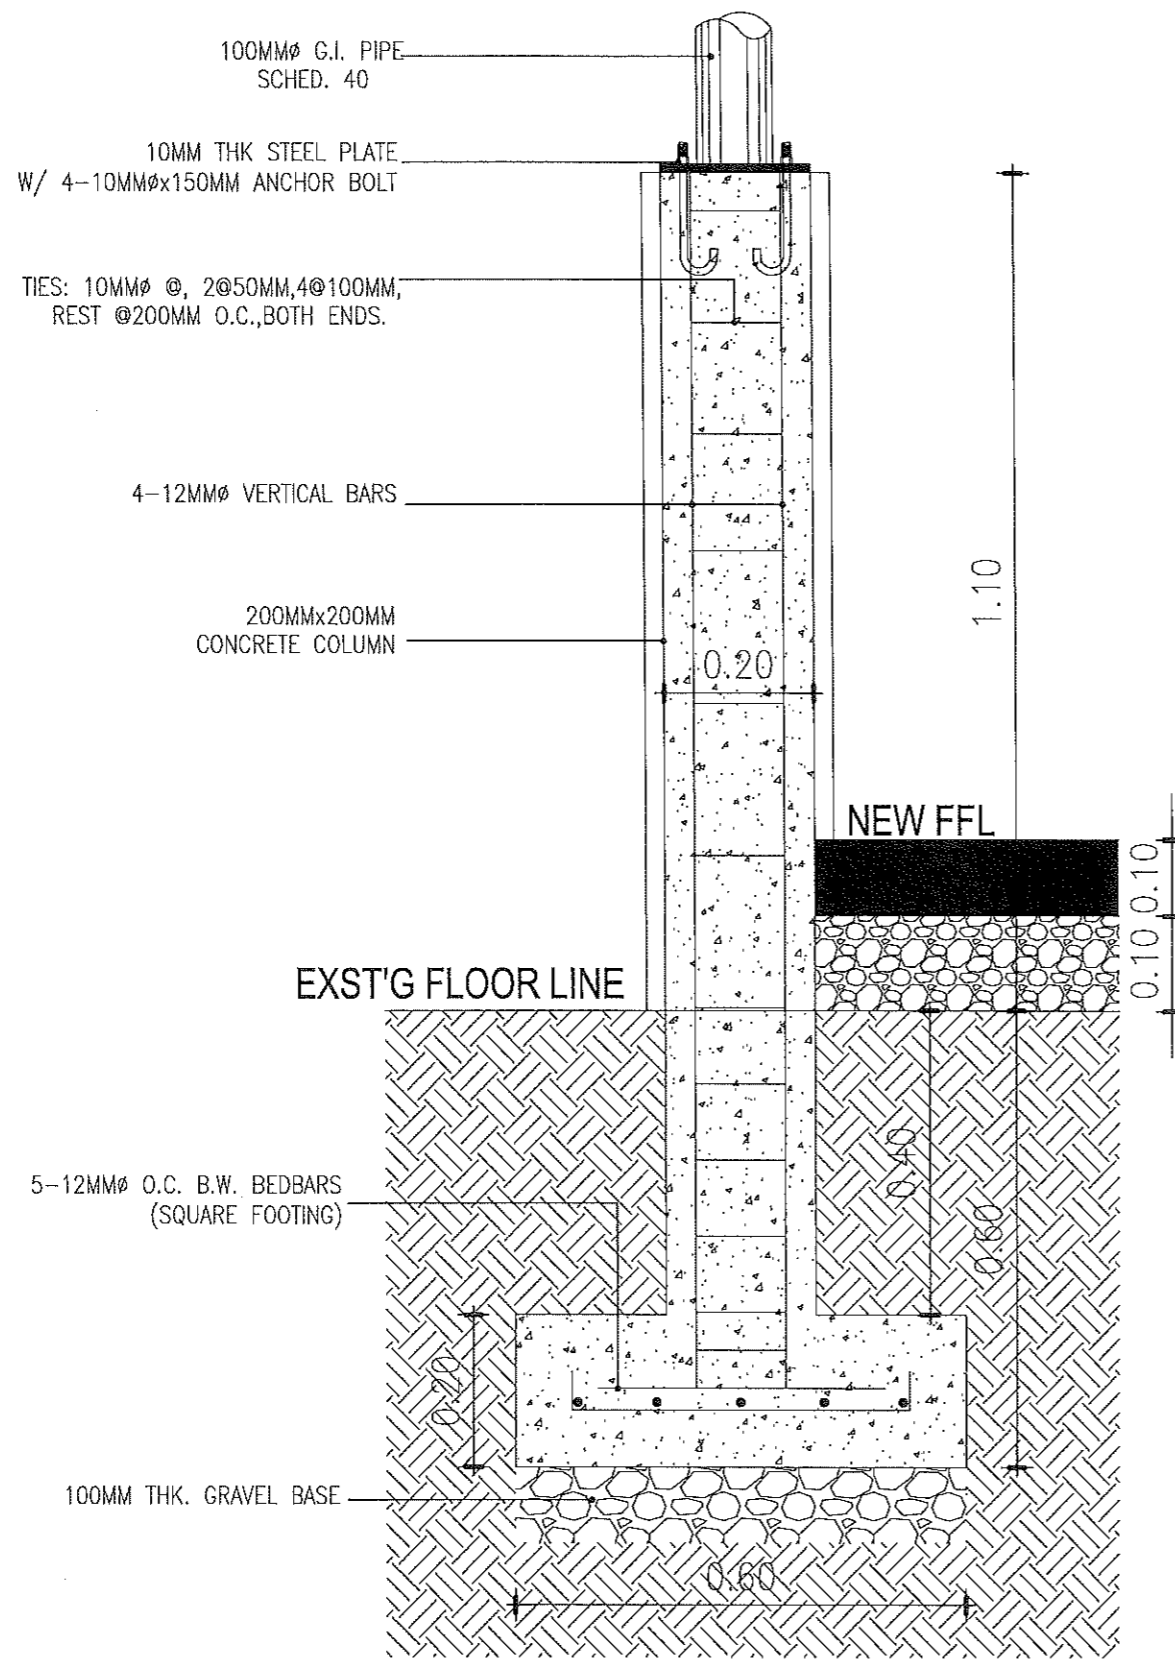 100MMØ G.I. PIPE
SCHED. 40
10MM THK STEEL PLATE
W/ 4-10MMØx150MM ANCHOR BOLT
TIES: 10MMØ @, 2@50MM,4@100MM,
REST @200MM O.C.,BOTH ENDS.
4-12MMØ VERTICAL BARS
1.10
200MMx200MM
CONCRETE COLUMN
0.20
NEW FFL
0.10
0.10
EXST'G FLOOR LINE
0.40
5-12MMØ O.C. B.W. BEDBARS
(SQUARE FOOTING)
0.60
0.20
100MM THK. GRAVEL BASE
0.60